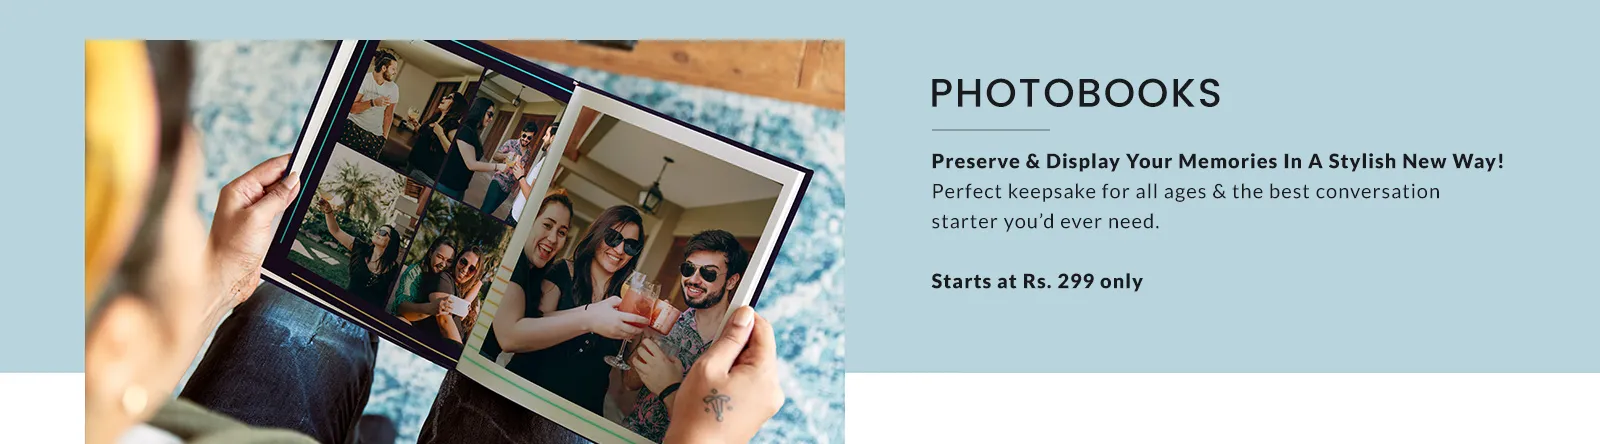 PHOTOBOOKS
Preserve & Display Your Memories In A Stylish New Way!
Perfect keepsake for all ages & the best conversation
starter you’d ever need.
Starts at Rs. 299 only